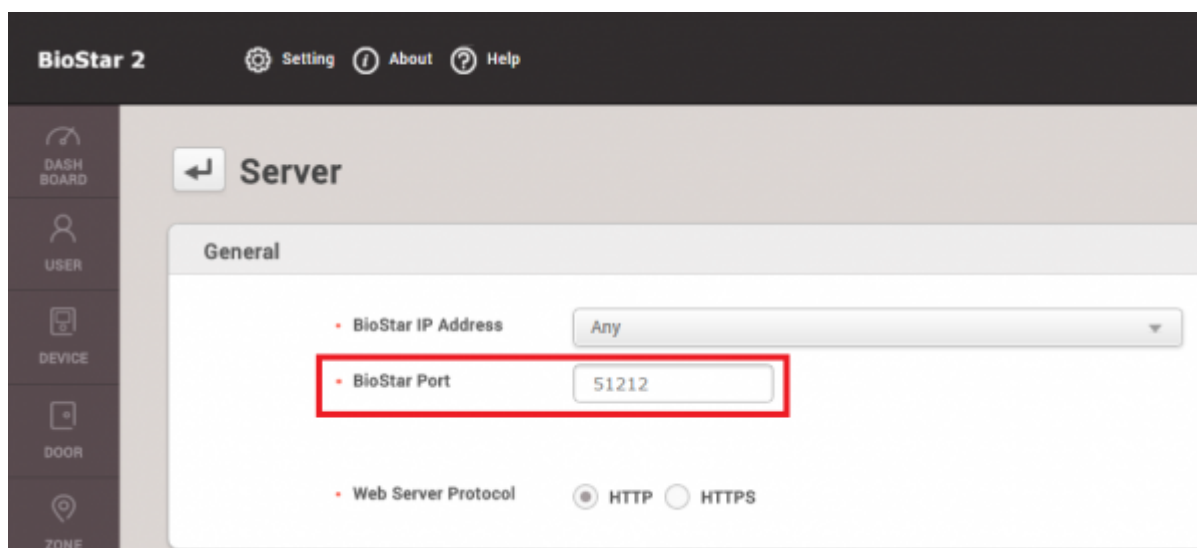 BioStar 2 Setting About Help
DASH
BOARD
Server
USER
General
BioStar IP Address Any
DEVICE
BioStar Port 51212
DOOR
Web Server Protocol HTTP HTTPS
ZONE